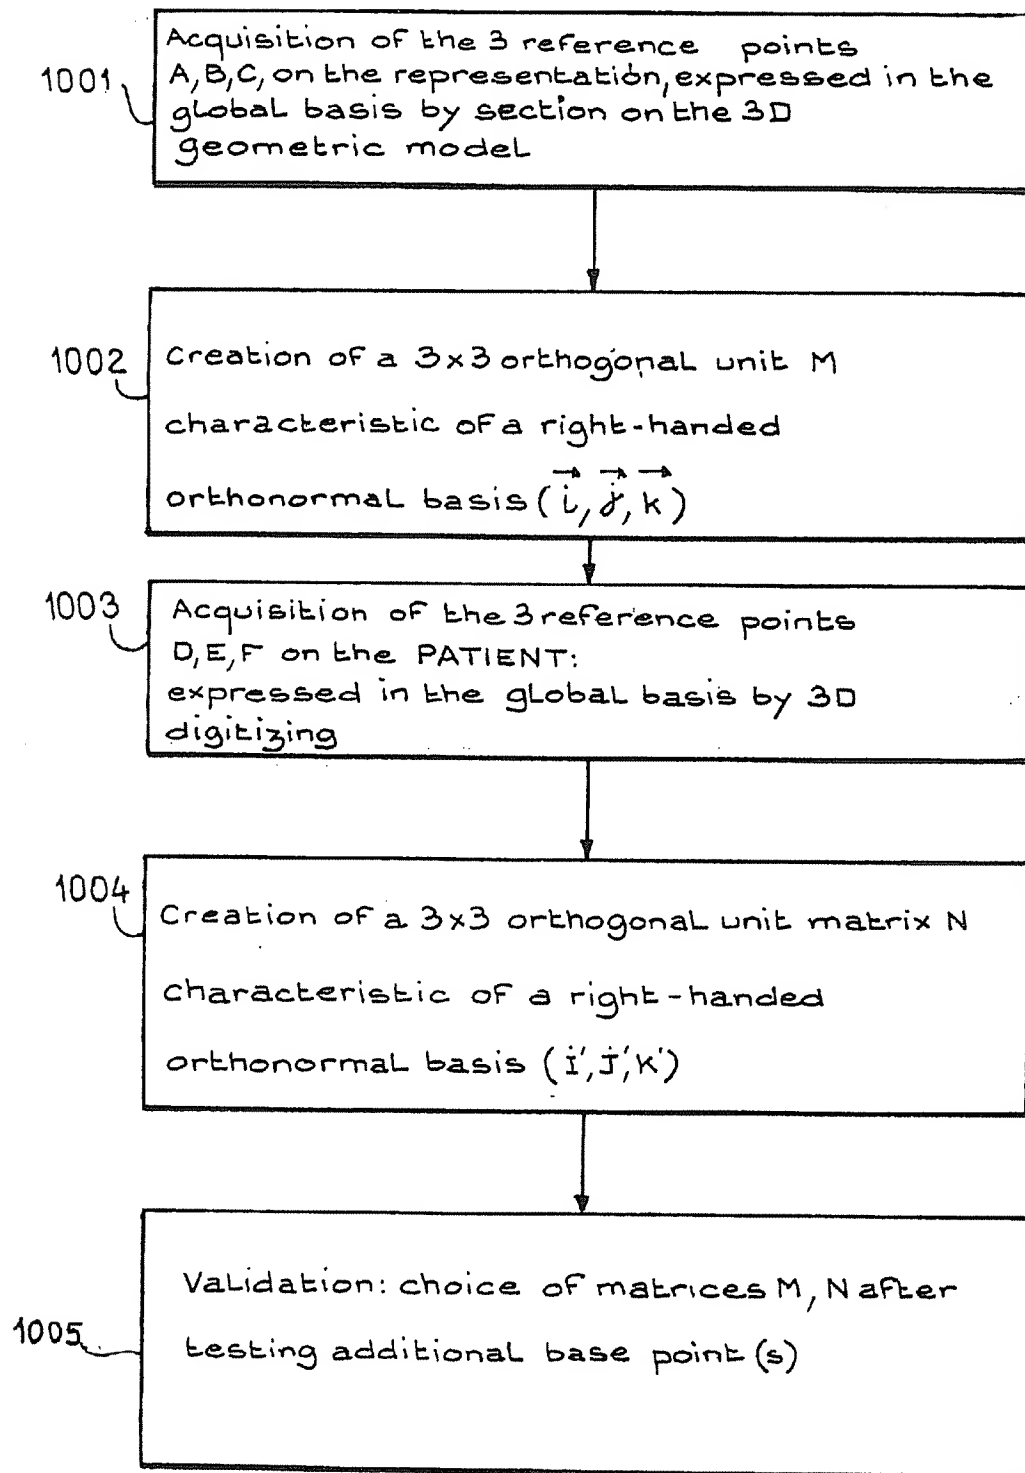 1001
Acquisition of the 3 reference points
A,B,C, on the representation, expressed in the
global basis by section on the 3D
geometric model
1002
Creation of a 3x3 orthogonal unit M
characteristic of a right-handed
orthonormal basis (i, j, k)
1003
Acquisition of the 3 reference points
D,E,F on the PATIENT:
expressed in the global basis by 3D
digitizing
1004
Creation of a 3x3 orthogonal unit matrix N
characteristic of a right-handed
orthonormal basis (i', J', K')
1005
Validation: choice of matrices M, N after
testing additional base point (s)